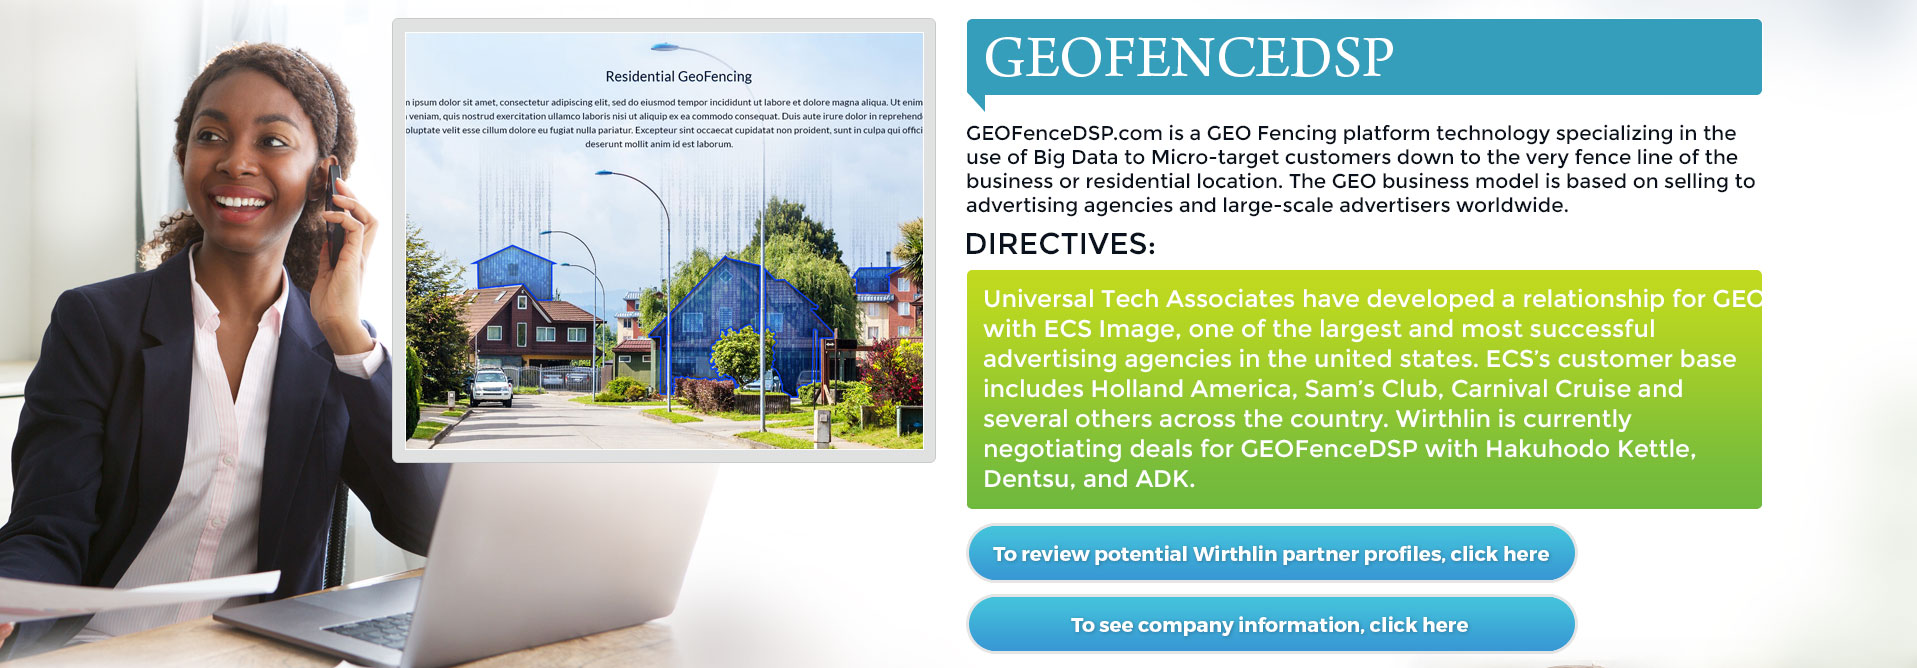 Residential GeoFencing
ipsum dolor sit amet, consectetur adipiscing elit, sed do eiusmod tempor incididunt ut labore et dolore magna aliqua. Ut enim
veniam, quis nostrud exercitation ullamco laboris nisi ut aliquip ex ea commodo consequat. Duis aute irure dolor in reprehend
oluptate velit esse cillum dolore eu fugiat nulla pariatur. Excepteur sint occaecat cupidatat non proident, sunt in culpa qui offici
deserunt mollit anim id est laborum.
GEOFENCEDSP
GEOFenceDSP.com is a GEO Fencing platform technology specializing in the
use of Big Data to Micro-target customers down to the very fence line of the
business or residential location. The GEO business model is based on selling to
advertising agencies and large-scale advertisers worldwide.
DIRECTIVES:
Universal Tech Associates have developed a relationship for GEO
with ECS Image, one of the largest and most successful
advertising agencies in the united states. ECS's customer base
includes Holland America, Sam's Club, Carnival Cruise and
several others across the country. Wirthlin is currently
negotiating deals for GEOFenceDSP with Hakuhodo Kettle,
Dentsu, and ADK.
To review potential Wirthlin partner profiles, click here
To see company information, click here